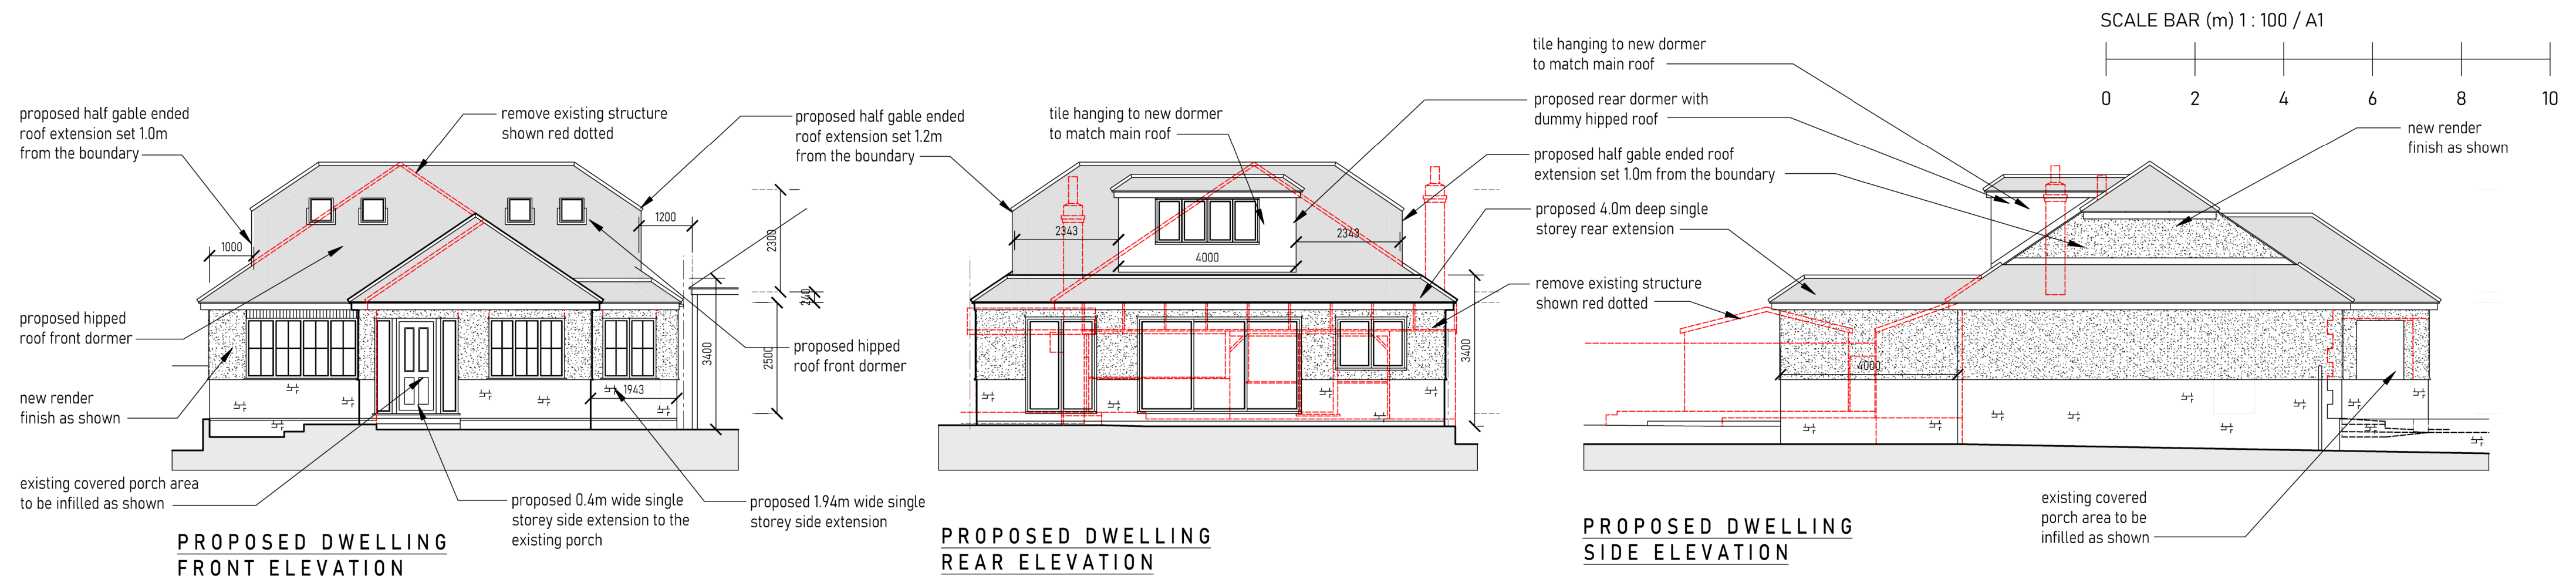 SCALE BAR (m) 1 : 100 / A1
0 2 4 6 8 10
proposed half gable ended
roof extension set 1.0m
from the boundary
remove existing structure
shown red dotted
proposed half gable ended
roof extension set 1.2m
from the boundary
1000
1200
2300
240
3400
2500
1943
proposed hipped
roof front dormer
new render
finish as shown
existing covered porch area
to be infilled as shown
proposed hipped
roof front dormer
proposed 0.4m wide single
storey side extension to the
existing porch
proposed 1.94m wide single
storey side extension
PROPOSED DWELLING
FRONT ELEVATION
tile hanging to new dormer
to match main roof
2343
2343
4000
3400
PROPOSED DWELLING
REAR ELEVATION
tile hanging to new dormer
to match main roof
proposed rear dormer with
dummy hipped roof
proposed half gable ended roof
extension set 1.0m from the boundary
proposed 4.0m deep single
storey rear extension
remove existing structure
shown red dotted
new render
finish as shown
4000
existing covered
porch area to be
infilled as shown
PROPOSED DWELLING
SIDE ELEVATION